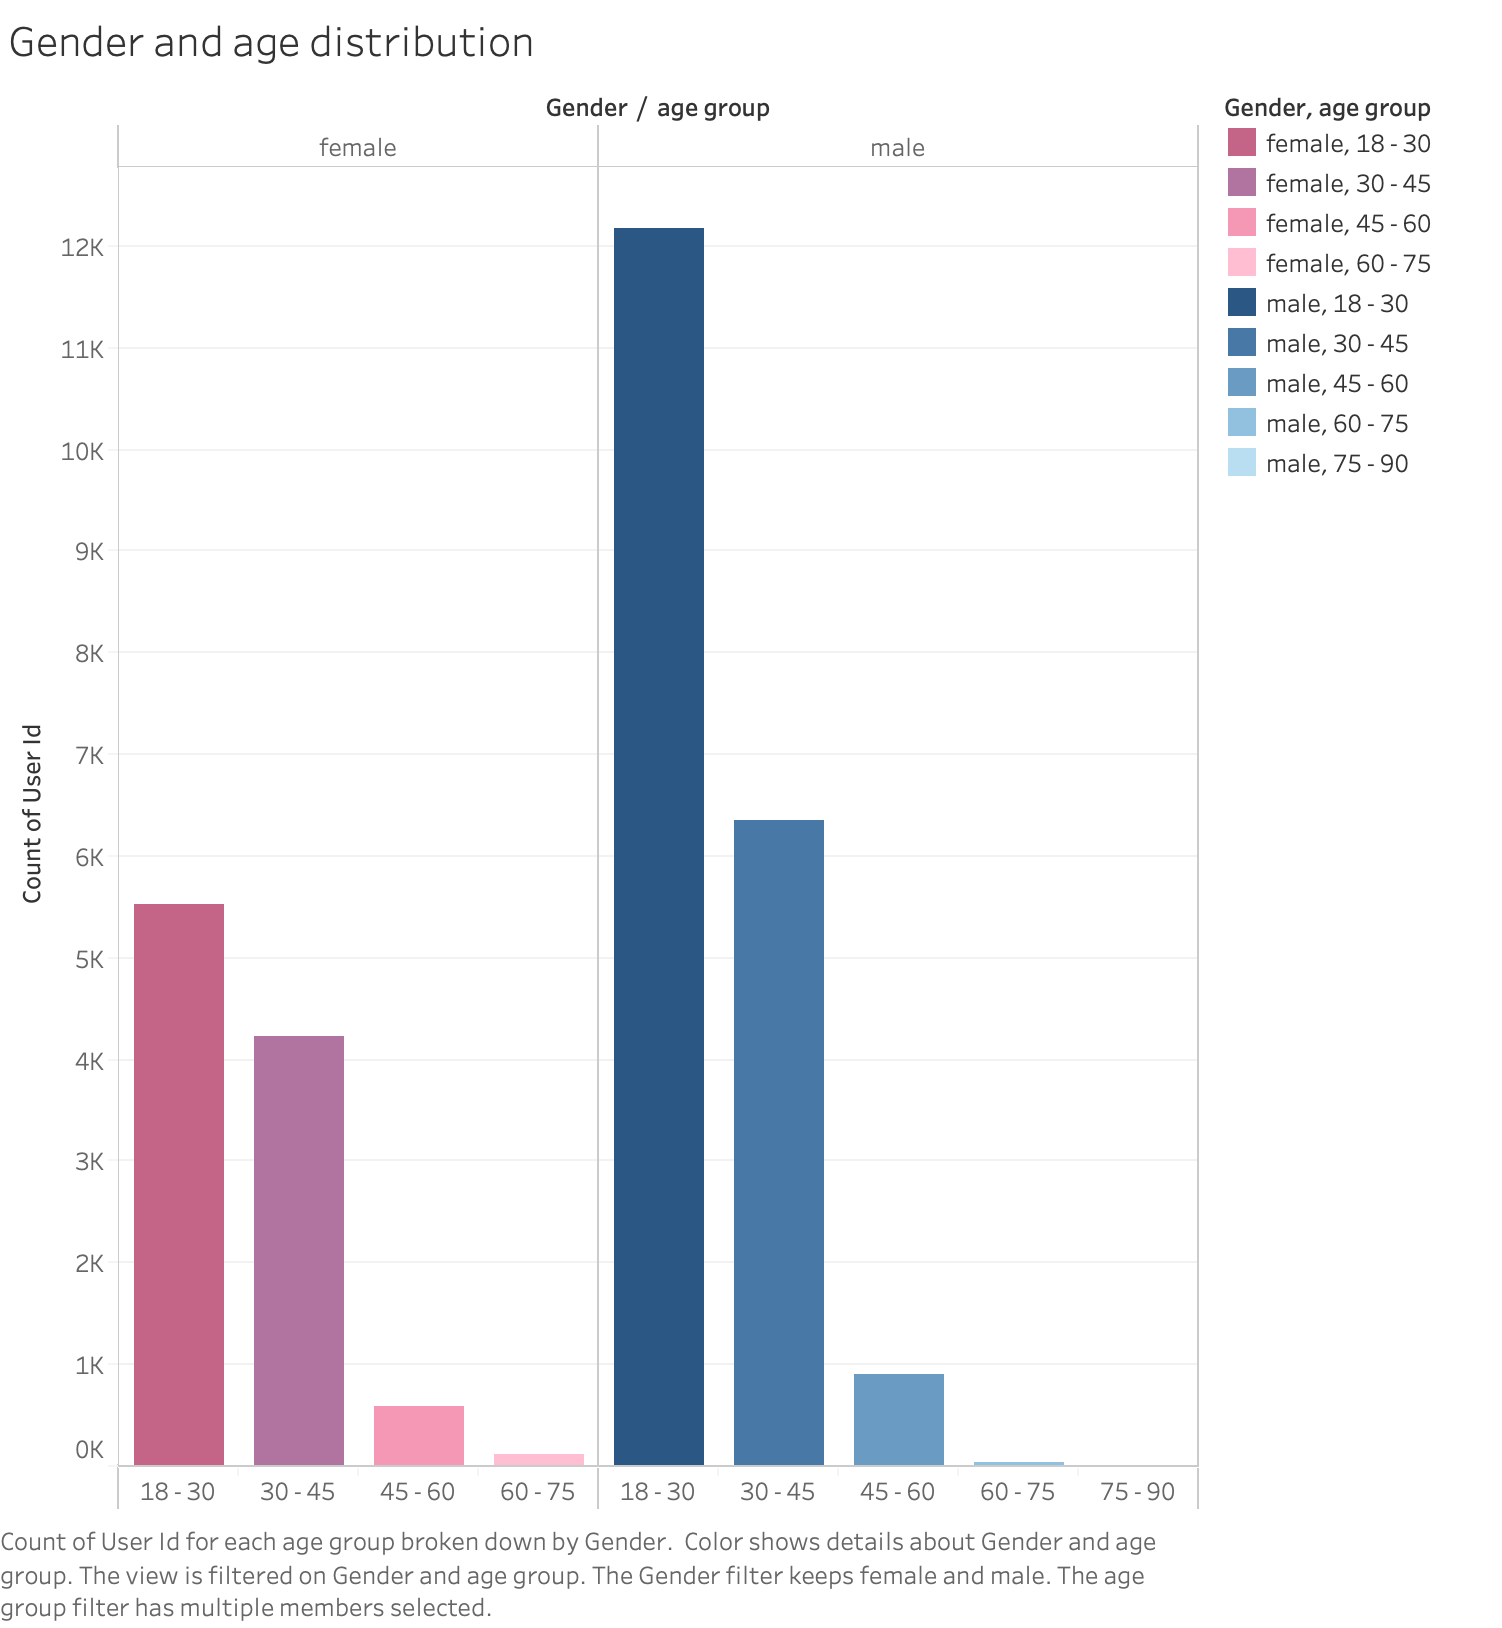 Gender and age distribution
Gender / age group
female
male
12K
11K
10K
9K
8K
7K
6K
5K
4K
3K
2K
1K
0K
Count of User Id
18 - 30
30 - 45
45 - 60
60 - 75
18 - 30
30 - 45
45 - 60
60 - 75
75 - 90
Gender, age group
female, 18 - 30
female, 30 - 45
female, 45 - 60
female, 60 - 75
male, 18 - 30
male, 30 - 45
male, 45 - 60
male, 60 - 75
male, 75 - 90
Count of User Id for each age group broken down by Gender.  Color shows details about Gender and age
group. The view is filtered on Gender and age group. The Gender filter keeps female and male. The age
group filter has multiple members selected.